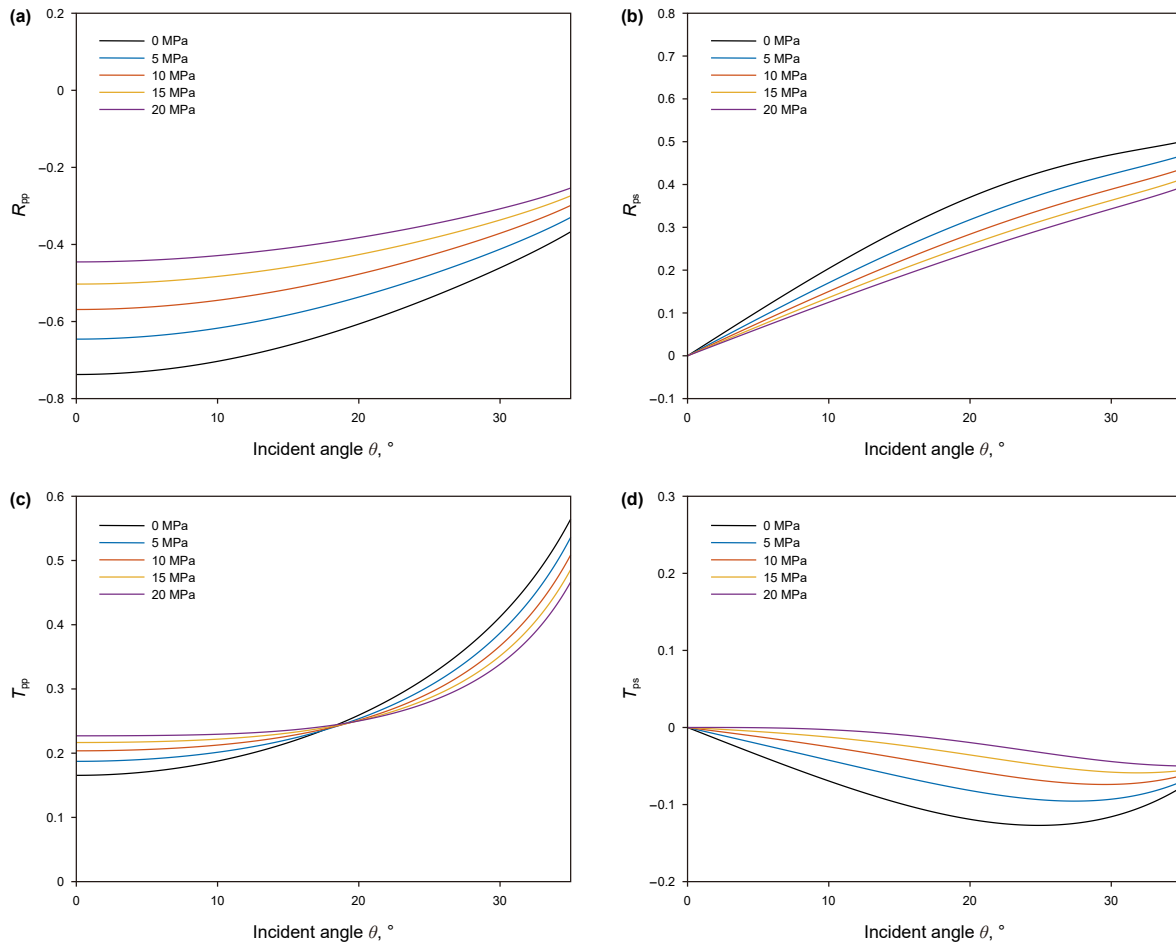 (a)
0.2
0
–0.2
–0.4
–0.6
–0.8
R pp
0 MPa
5 MPa
10 MPa
15 MPa
20 MPa
0
10
20
30
Incident angle θ, °
(b)
0.8
0.7
0.6
0.5
0.4
0.3
0.2
0.1
0
–0.1
R ps
0 MPa
5 MPa
10 MPa
15 MPa
20 MPa
0
10
20
30
Incident angle θ, °
(c)
0.6
0.5
0.4
0.3
0.2
0.1
0
T pp
0 MPa
5 MPa
10 MPa
15 MPa
20 MPa
0
10
20
30
Incident angle θ, °
(d)
0.3
0.2
0.1
0
–0.1
–0.2
T ps
0 MPa
5 MPa
10 MPa
15 MPa
20 MPa
0
10
20
30
Incident angle θ, °